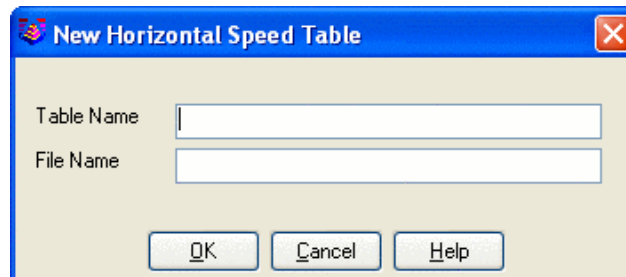 New Horizontal Speed Table
Table Name
File Name
OK Cancel Help